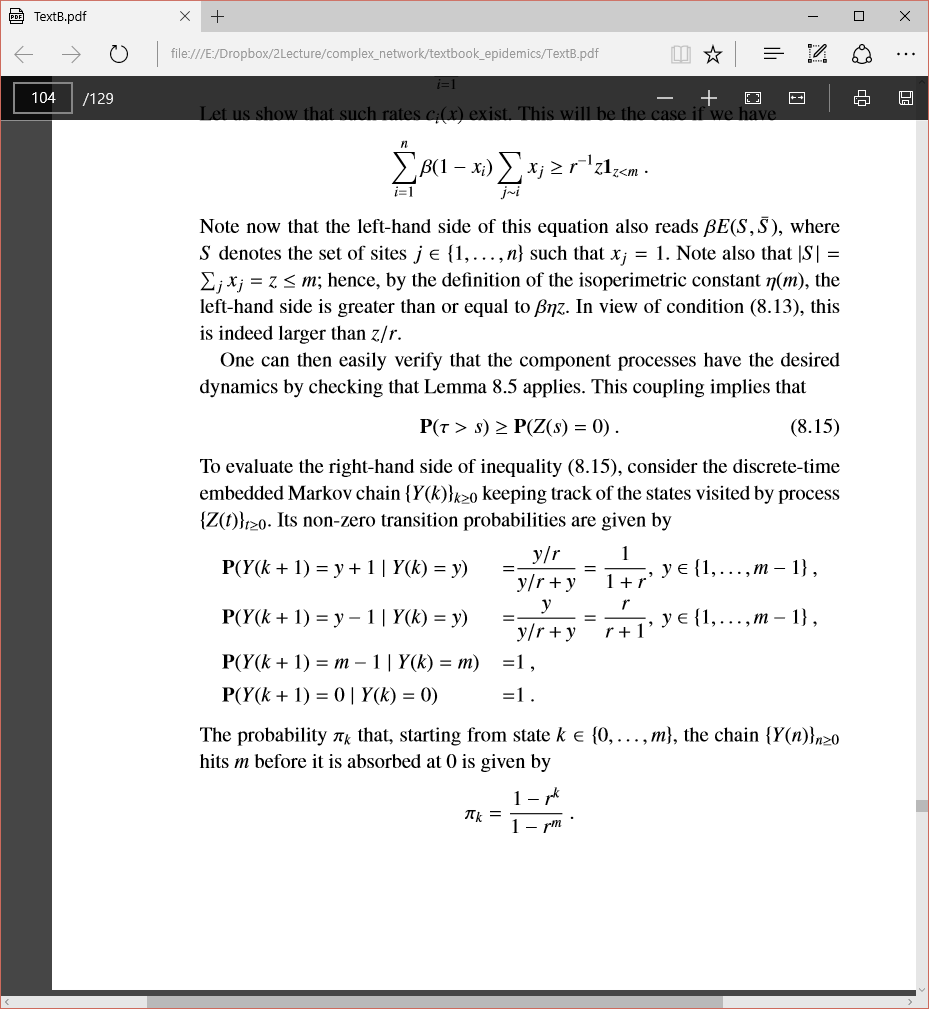 TextB.pdf
file:///E:/Dropbox/2Lecture/complex_network/textbook_epidemics/TextB.pdf
i=1
104 /129
Let us show that such rates c_i(x) exist. This will be the case if we have
∑_{i=1}^{n} β(1 − x_i) ∑_{j∼i} x_j ≥ r^{−1}z1_{z<m} .
Note now that the left-hand side of this equation also reads βE(S, S̄), where
S denotes the set of sites j ∈ {1, . . . , n} such that x_j = 1. Note also that |S| =
∑_j x_j = z ≤ m; hence, by the definition of the isoperimetric constant η(m), the
left-hand side is greater than or equal to βηz. In view of condition (8.13), this
is indeed larger than z/r.
One can then easily verify that the component processes have the desired
dynamics by checking that Lemma 8.5 applies. This coupling implies that
P(τ > s) ≥ P(Z(s) = 0) . (8.15)
To evaluate the right-hand side of inequality (8.15), consider the discrete-time
embedded Markov chain {Y(k)}_{k≥0} keeping track of the states visited by process
{Z(t)}_{t≥0}. Its non-zero transition probabilities are given by
P(Y(k + 1) = y + 1 | Y(k) = y) = (y/r)/(y/r + y) = 1/(1 + r), y ∈ {1, . . . , m − 1} ,
P(Y(k + 1) = y − 1 | Y(k) = y) = y/(y/r + y) = r/(r + 1), y ∈ {1, . . . , m − 1} ,
P(Y(k + 1) = m − 1 | Y(k) = m) =1 ,
P(Y(k + 1) = 0 | Y(k) = 0) =1 .
The probability π_k that, starting from state k ∈ {0, . . . , m}, the chain {Y(n)}_{n≥0}
hits m before it is absorbed at 0 is given by
π_k = (1 − r^k)/(1 − r^m) .